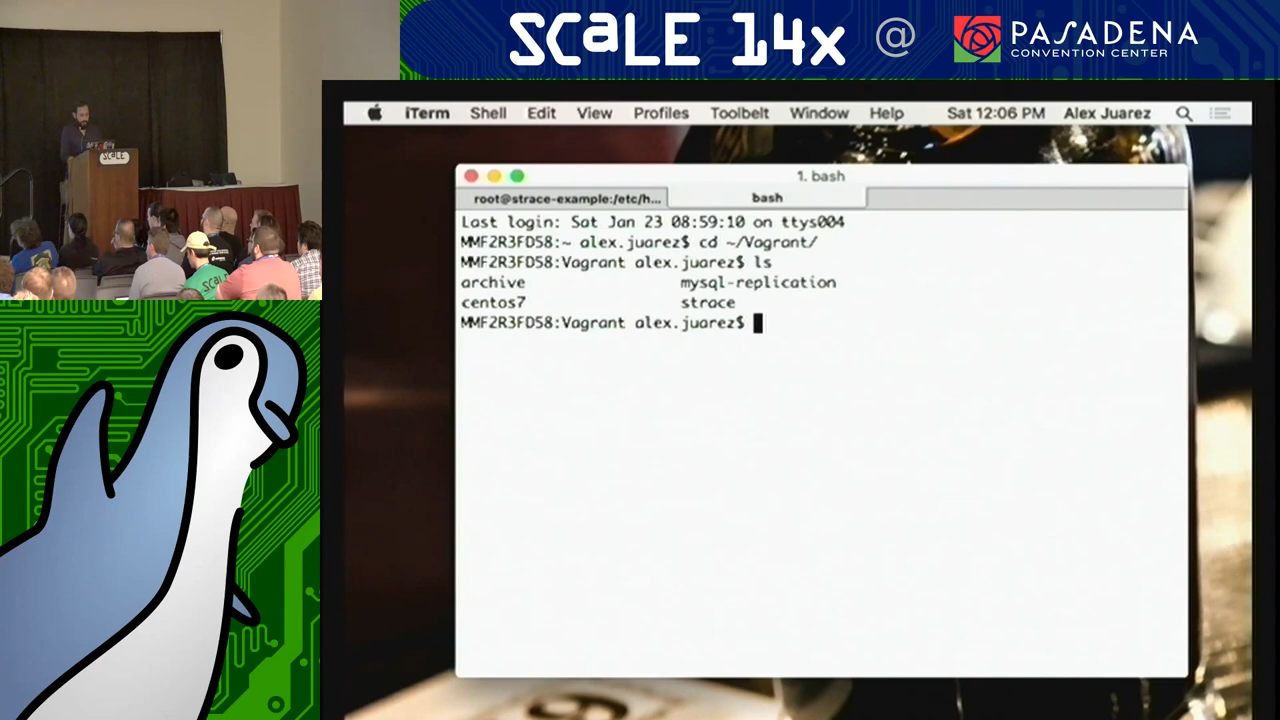 SCALE 14x @ PASADENA
CONVENTION CENTER
SCALE
iTerm Shell Edit View Profiles Toolbelt Window Help Sat 12:06 PM Alex Juarez
1. bash
root@strace-example:/etc/h... bash
Last login: Sat Jan 23 08:59:10 on ttys004
MMF2R3FD58:~ alex.juarez$ cd ~/Vagrant/
MMF2R3FD58:Vagrant alex.juarez$ ls
archive mysql-replication
centos7 strace
MMF2R3FD58:Vagrant alex.juarez$
SCALE